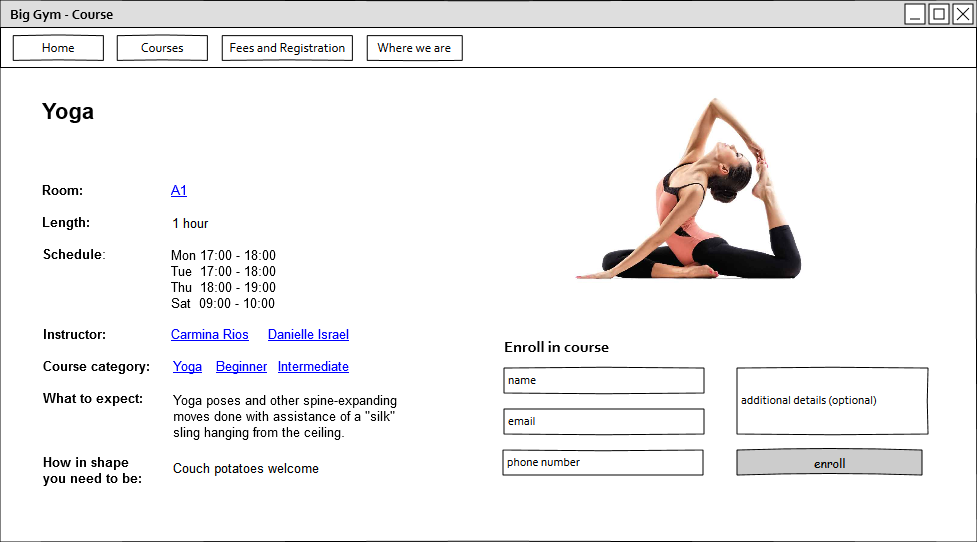 Big Gym - Course
Home Courses Fees and Registration Where we are
Yoga
Room: A1
Length: 1 hour
Schedule: Mon 17:00 - 18:00
Tue 17:00 - 18:00
Thu 18:00 - 19:00
Sat 09:00 - 10:00
Instructor: Carmina Rios Danielle Israel
Course category: Yoga Beginner Intermediate
What to expect: Yoga poses and other spine-expanding
moves done with assistance of a "silk"
sling hanging from the ceiling.
How in shape
you need to be: Couch potatoes welcome
Enroll in course
name
email
phone number
additional details (optional)
enroll